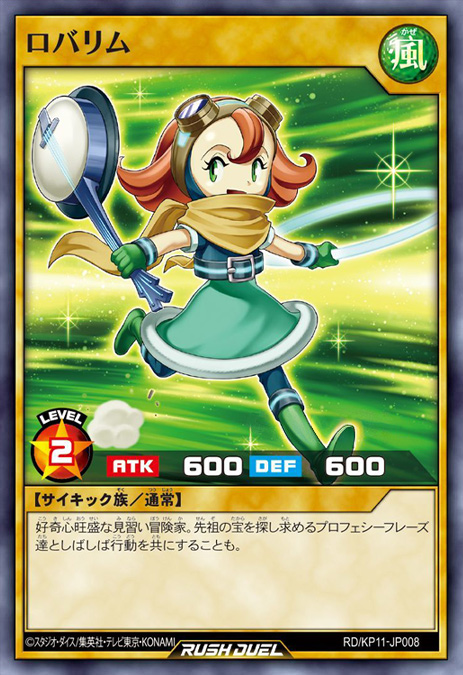 ロバリム
かぜ
風
LEVEL
2
ATK 600 DEF 600
【サイキック族／通常】
好奇心旺盛な見習い冒険家。先祖の宝を探し求めるプロフェシーフレーズ
達としばしば行動を共にすることも。
©スタジオ・ダイス/集英社・テレビ東京・KONAMI
RUSH DUEL
RD/KP11-JP008